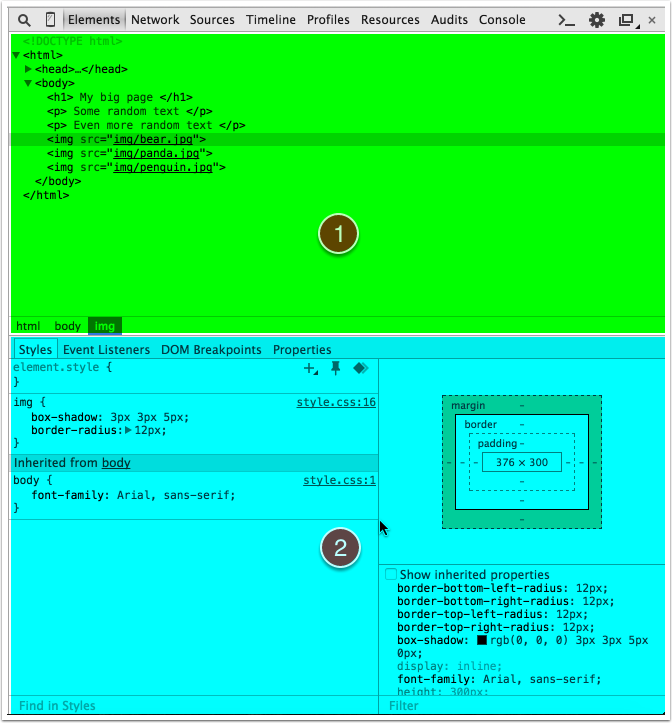 Elements Network Sources Timeline Profiles Resources Audits Console
<!DOCTYPE html>
<html>
<head>…</head>
<body>
<h1> My big page </h1>
<p> Some random text </p>
<p> Even more random text </p>
<img src="img/bear.jpg">
<img src="img/panda.jpg">
<img src="img/penguin.jpg">
</body>
</html>
1
html body img
Styles Event Listeners DOM Breakpoints Properties
element.style {
}
img { style.css:16
box-shadow: 3px 3px 5px;
border-radius: 12px;
}
Inherited from body
body { style.css:1
font-family: Arial, sans-serif;
}
2
Find in Styles
margin -
border -
padding -
- - - 376 × 300 - - -
-
-
-
Show inherited properties
border-bottom-left-radius: 12px;
border-bottom-right-radius: 12px;
border-top-left-radius: 12px;
border-top-right-radius: 12px;
box-shadow: rgb(0, 0, 0) 3px 3px 5px
0px;
display: inline;
font-family: Arial, sans-serif;
height: 300px;
Filter